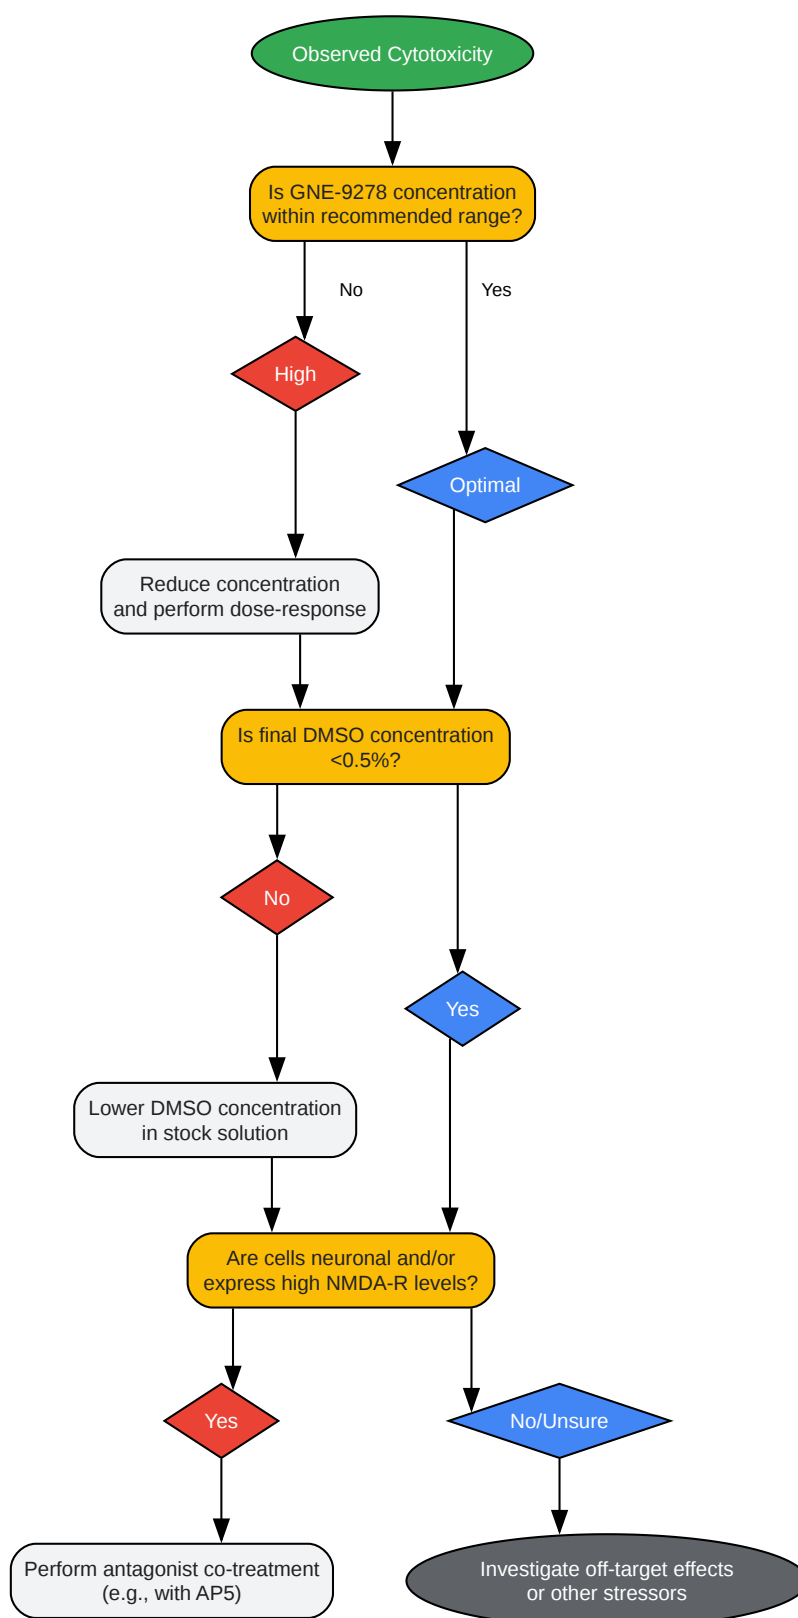 Observed Cytotoxicity
Is GNE-9278 concentration
within recommended range?
No
Yes
High
Optimal
Reduce concentration
and perform dose-response
Is final DMSO concentration
<0.5%?
No
Yes
Lower DMSO concentration
in stock solution
Are cells neuronal and/or
express high NMDA-R levels?
Yes
No/Unsure
Perform antagonist co-treatment
(e.g., with AP5)
Investigate off-target effects
or other stressors